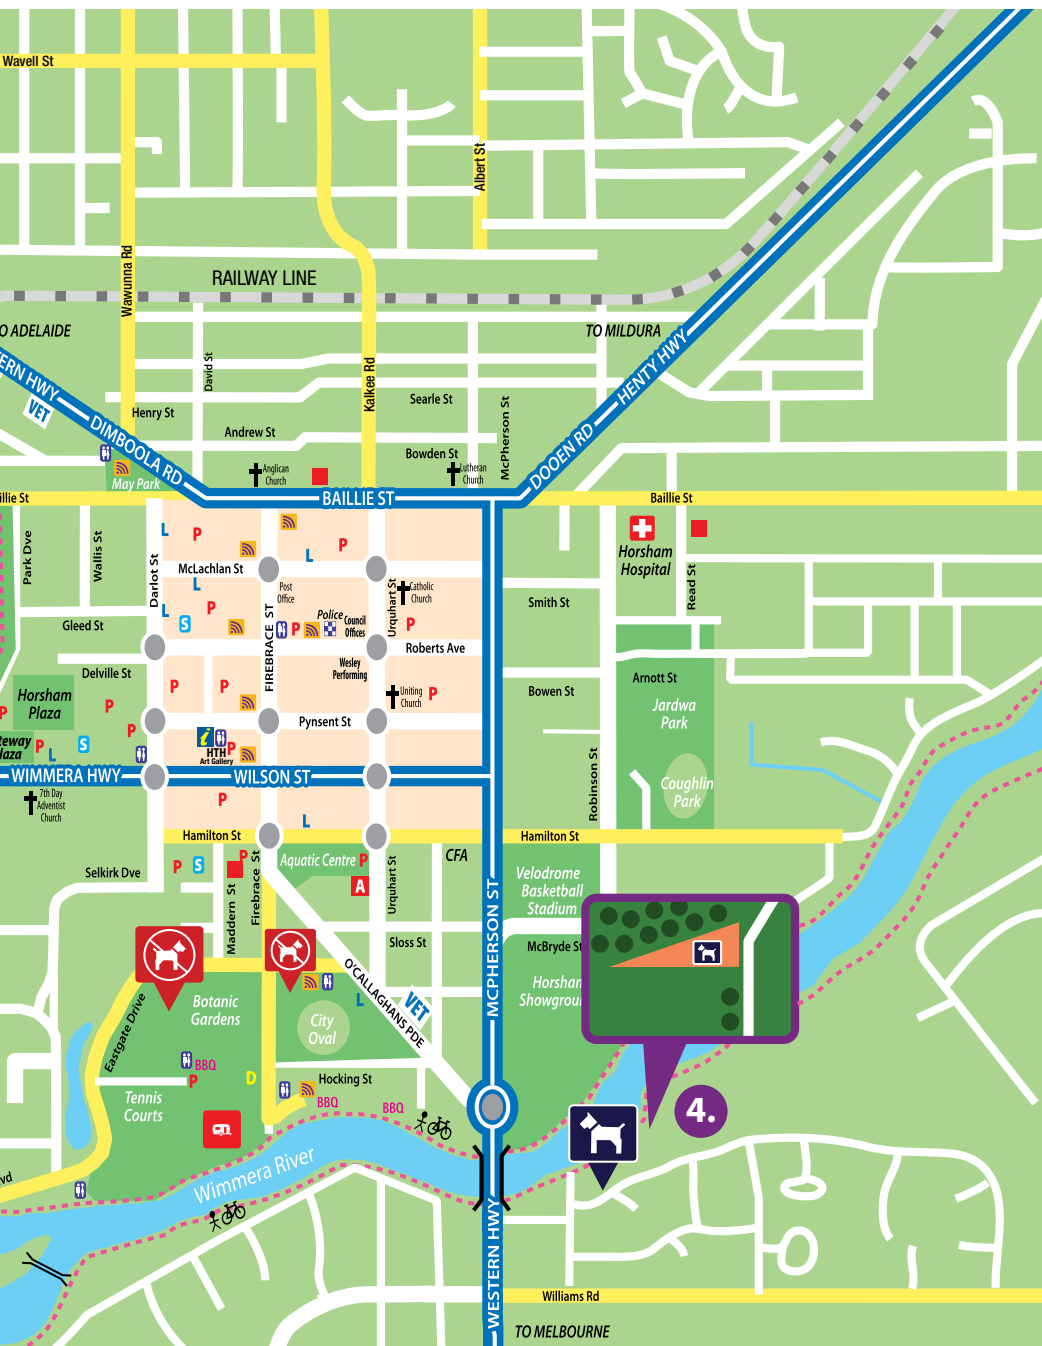 Wavell St
Albert St
Wawunna Rd
RAILWAY LINE
O ADELAIDE
TO MILDURA
ERN HWY
VET
David St
Kalkee Rd
HENTY HWY
Searle St
McPherson St
Henry St
Andrew St
DIMBOOLA RD
Bowden St
DOOEN RD
Anglican
Church
Lutheran
Church
May Park
illie St
BAILLIE ST
Baillie St
Park Dve
Wallis St
Darlot St
L
P
P
L
McLachlan St
Horsham
Hospital
Read St
L
Post
Office
Urquhart St
Catholic
Church
Smith St
L
P
S
FIREBRACE ST
P
Police
Council
Offices
P
Gleed St
Roberts Ave
Delville St
Wesley
Performing
Arnott St
Horsham
Plaza
P
P
P
Uniting
Church
P
Bowen St
P
Jardwa
Park
P
Pynsent St
teway
laza
P
L
S
i
P
HTH
Art Gallery
Robinson St
WIMMERA HWY
WILSON ST
Coughlin
Park
7th Day
Adventist
Church
P
L
Hamilton St
Hamilton St
Selkirk Dve
P
S
P
Firebrace St
Aquatic Centre
P
CFA
A
Urquhart St
Velodrome
Basketball
Stadium
Maddern St
MCPHERSON ST
Sloss St
McBryde St
O'CALLAGHANS PDE
Horsham
Showgrou
Eastgate Drive
Botanic
Gardens
City
Oval
L
VET
BBQ
P
D
Hocking St
BBQ
BBQ
Tennis
Courts
4.
Wimmera River
vd
WESTERN HWY
Williams Rd
TO MELBOURNE